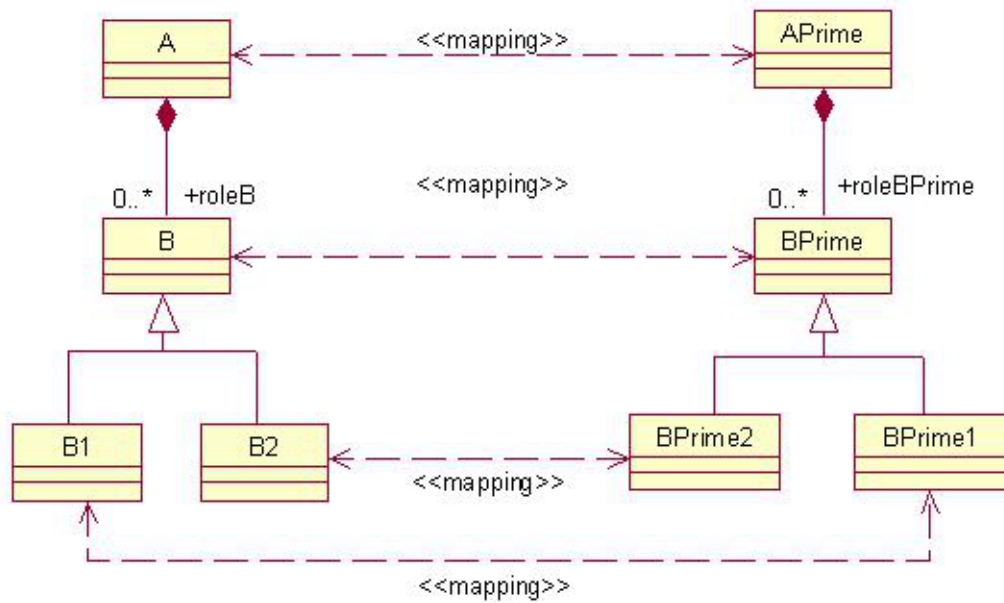 A
<<mapping>>
APrime
0..*
+roleB
<<mapping>>
0..*
+roleBPrime
B
BPrime
B1
B2
<<mapping>>
BPrime2
BPrime1
<<mapping>>